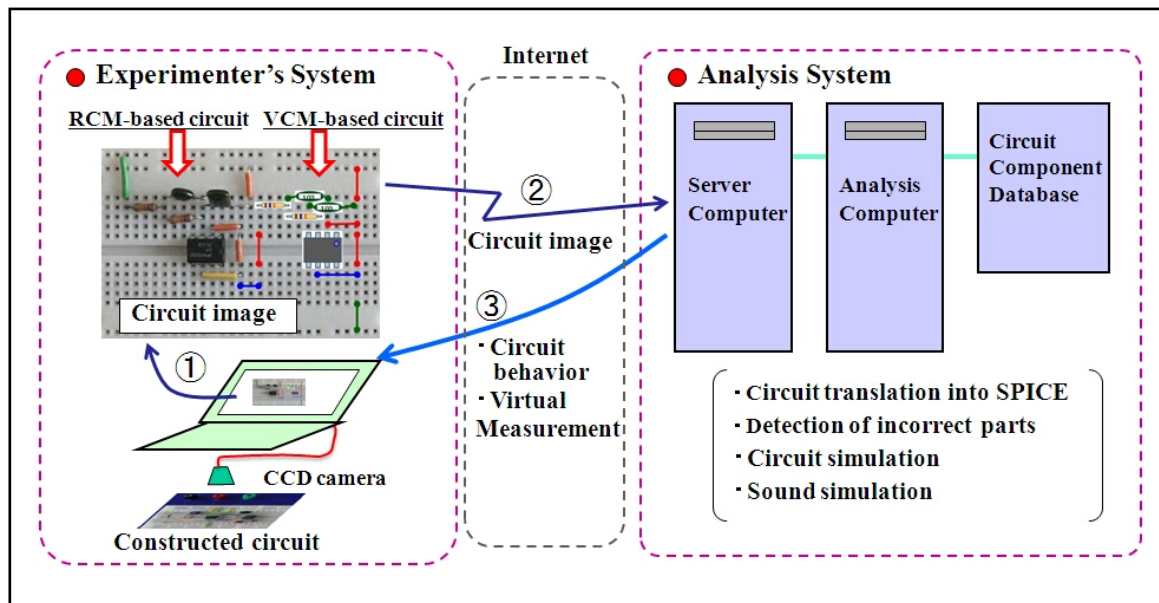 Experimenter's System
RCM-based circuit
VCM-based circuit
Circuit image
①
CCD camera
Constructed circuit
Internet
②
Circuit image
③
· Circuit
behavior
· Virtual
Measurement
Analysis System
Server
Computer
Analysis
Computer
Circuit
Component
Database
· Circuit translation into SPICE
· Detection of incorrect parts
· Circuit simulation
· Sound simulation